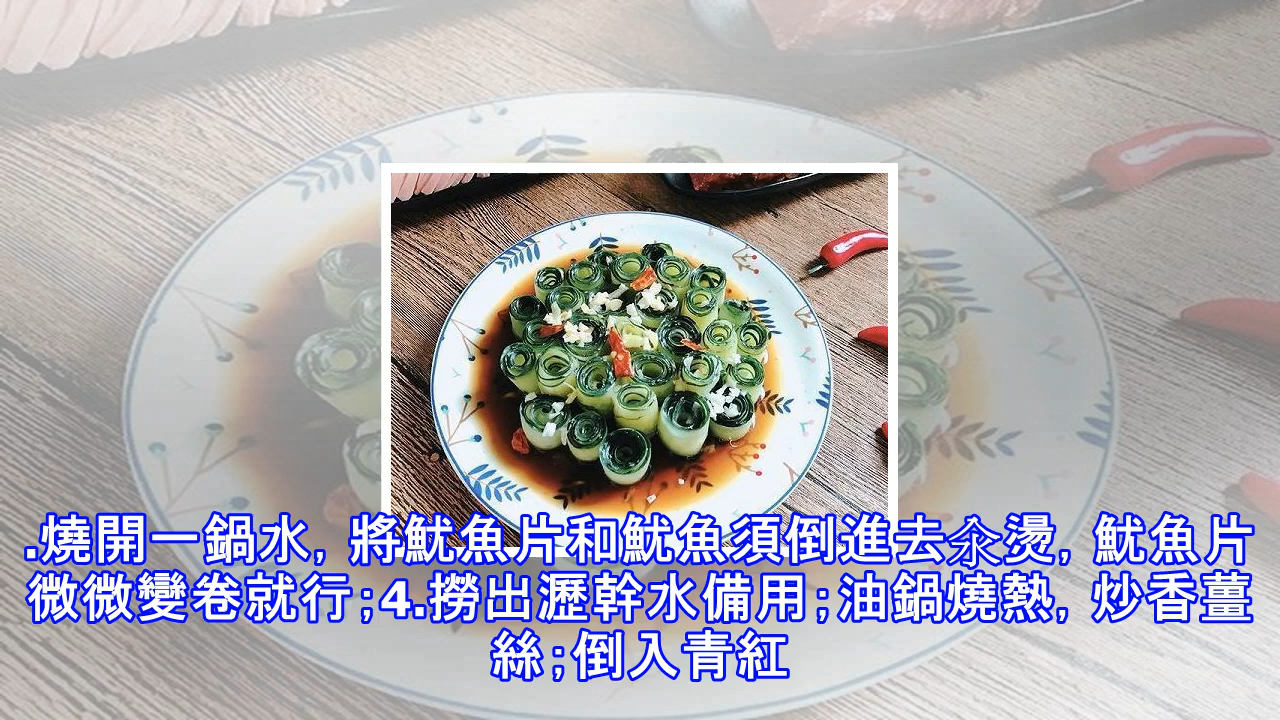 .燒開一鍋水, 將魷魚片和魷魚須倒進去汆燙, 魷魚片
微微變卷就行;4.撈出瀝幹水備用;油鍋燒熱, 炒香薑
絲;倒入青紅